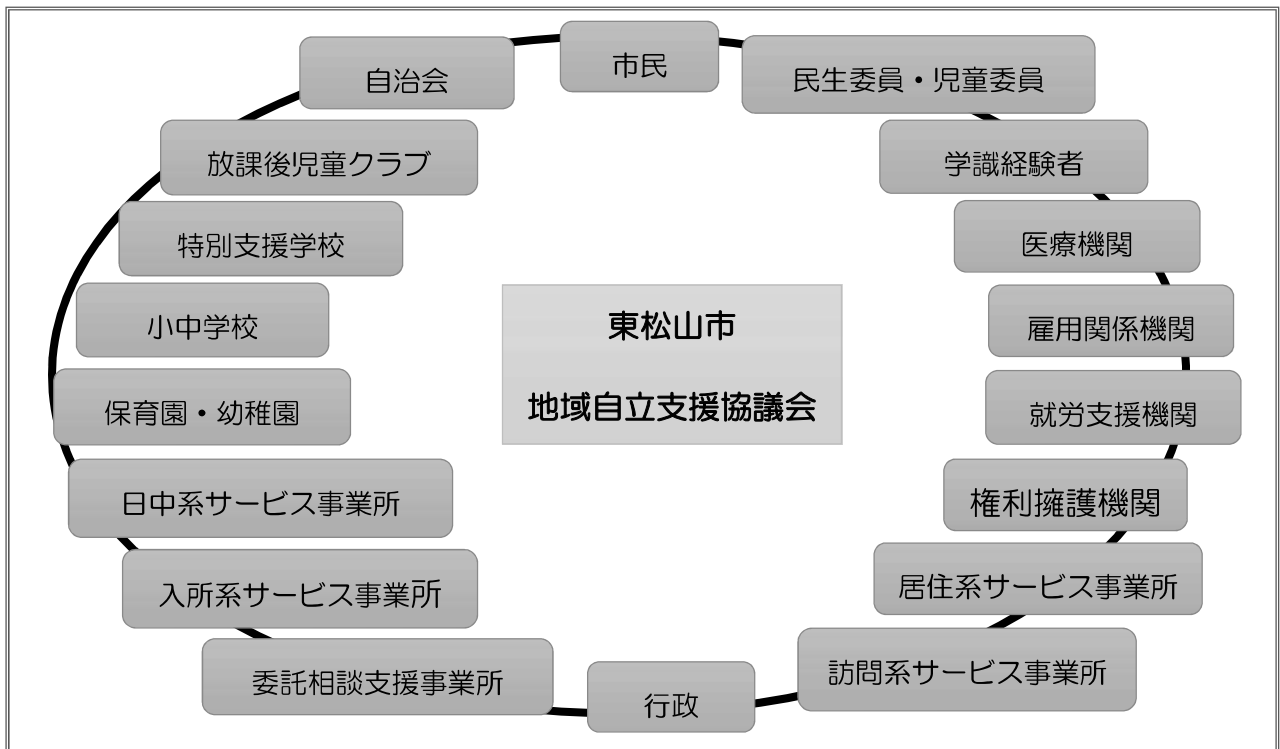 市民
自治会
民生委員・児童委員
放課後児童クラブ
学識経験者
特別支援学校
医療機関
小中学校
東松山市
地域自立支援協議会
雇用関係機関
保育園・幼稚園
就労支援機関
日中系サービス事業所
権利擁護機関
入所系サービス事業所
居住系サービス事業所
委託相談支援事業所
行政
訪問系サービス事業所